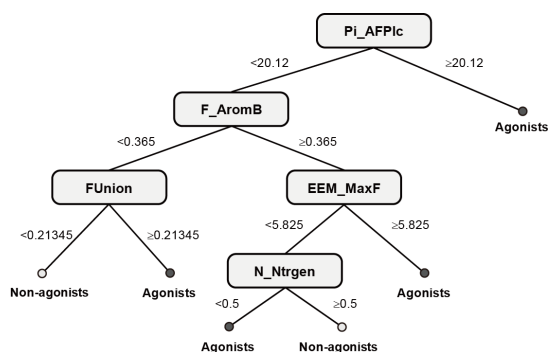 Pi_AFPlc
<20.12
≥20.12
F_AromB
Agonists
<0.365
≥0.365
FUnion
EEM_MaxF
<0.21345
≥0.21345
<5.825
≥5.825
N_Ntrgen
Non-agonists
Agonists
Agonists
<0.5
≥0.5
Agonists
Non-agonists